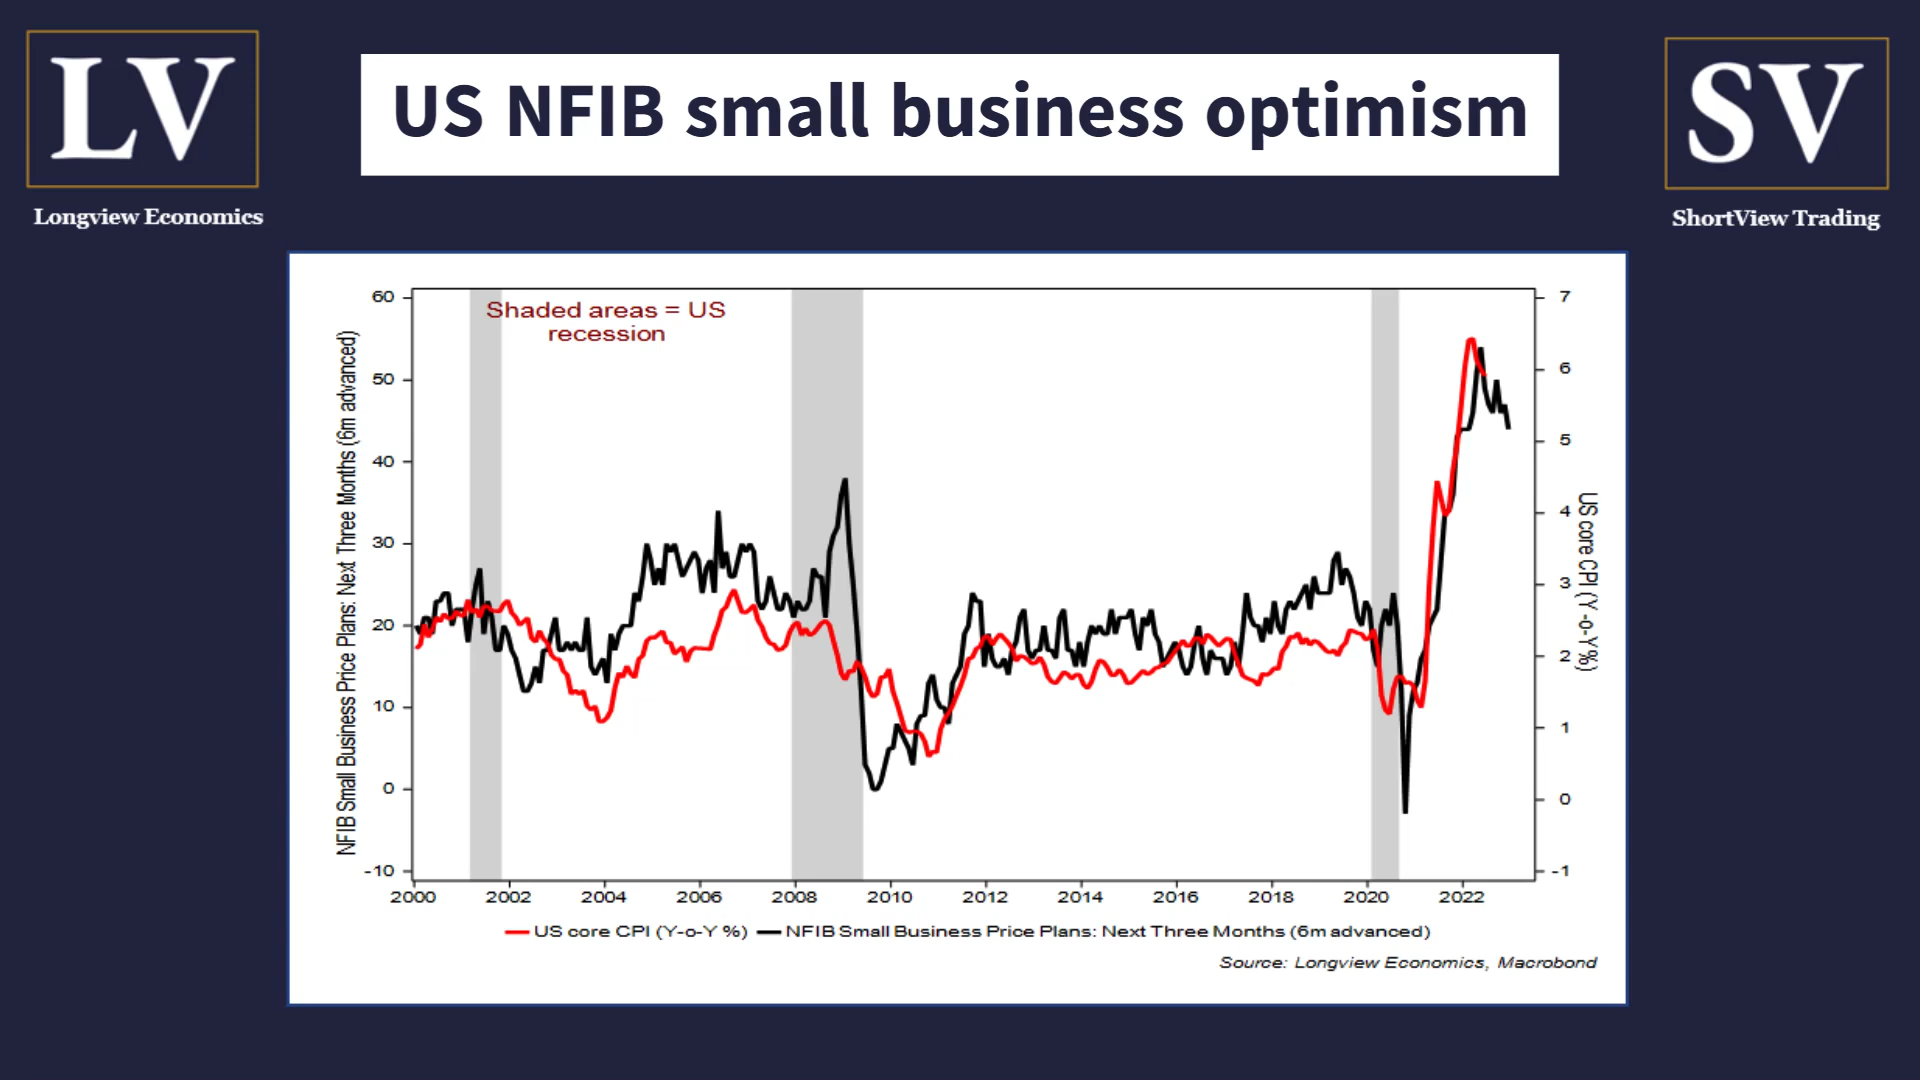 LV
Longview Economics
US NFIB small business optimism
SV
ShortView Trading
Shaded areas = US
recession
NFIB Small Business Price Plans: Next Three Months (6m advanced)
60
50
40
30
20
10
0
-10
7
6
5
4
3
2
1
0
-1
US core CPI (Y -o-Y %)
2000 2002 2004 2006 2008 2010 2012 2014 2016 2018 2020 2022
US core CPI (Y-o-Y %) NFIB Small Business Price Plans: Next Three Months (6m advanced)
Source: Longview Economics, Macrobond